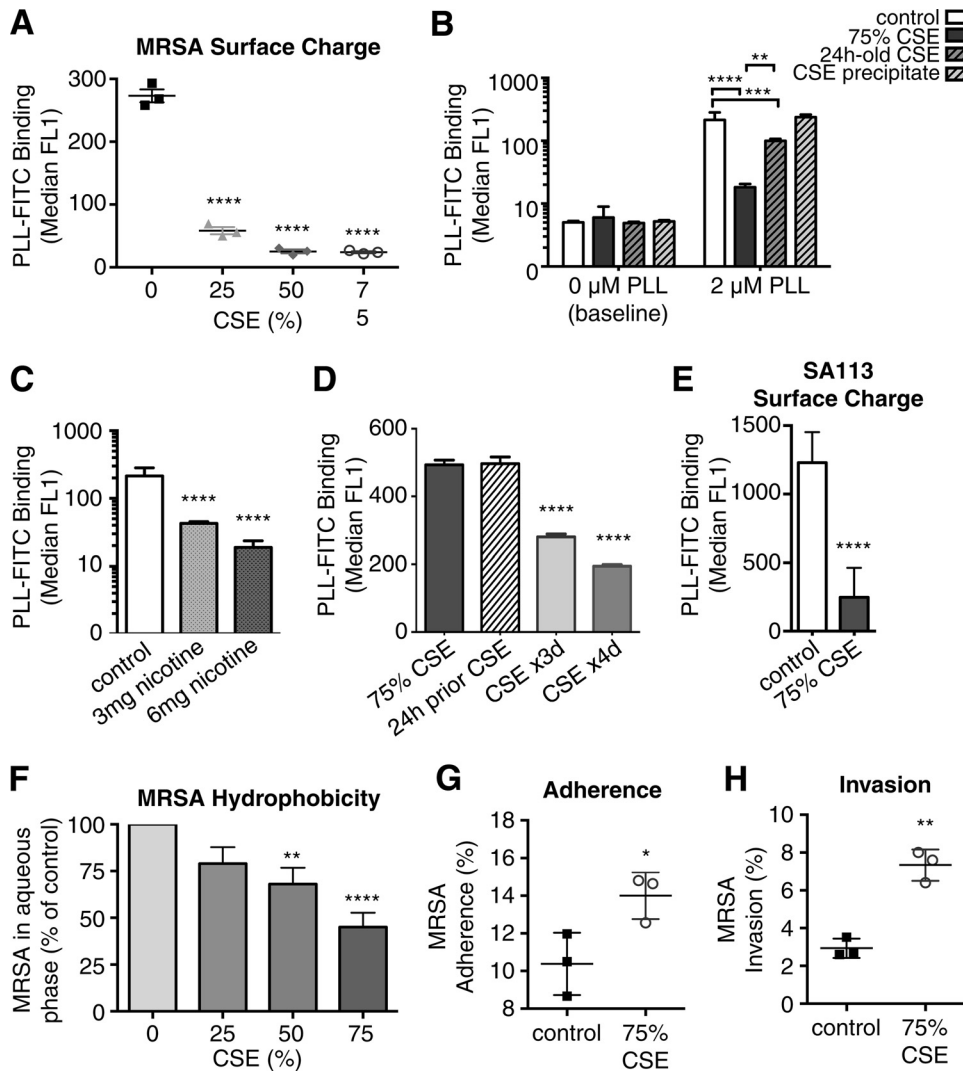 A
MRSA Surface Charge
PLL-FITC Binding
(Median FL1)
300
200
100
0
****
****
****
0
25
50
7
5
CSE (%)
B
control
75% CSE
24h-old CSE
CSE precipitate
PLL-FITC Binding
(Median FL1)
1000
100
10
0
**
****
***
0 µM PLL
(baseline)
2 µM PLL
C
PLL-FITC Binding
(Median FL1)
1000
100
10
0
****
****
control
3mg nicotine
6mg nicotine
D
PLL-FITC Binding
(Median FL1)
600
400
200
0
****
****
75% CSE
24h prior CSE
CSE x3d
CSE x4d
E
SA113
Surface Charge
PLL-FITC Binding
(Median FL1)
1500
1000
500
0
****
control
75% CSE
F
MRSA Hydrophobicity
MRSA in aqueous
phase (% of control)
100
75
50
25
0
**
****
0
25
50
75
CSE (%)
G
Adherence
MRSA
Adherence (%)
18
16
14
12
10
8
*
control
75%
CSE
H
Invasion
MRSA
Invasion (%)
10
8
6
4
2
0
**
control
75%
CSE